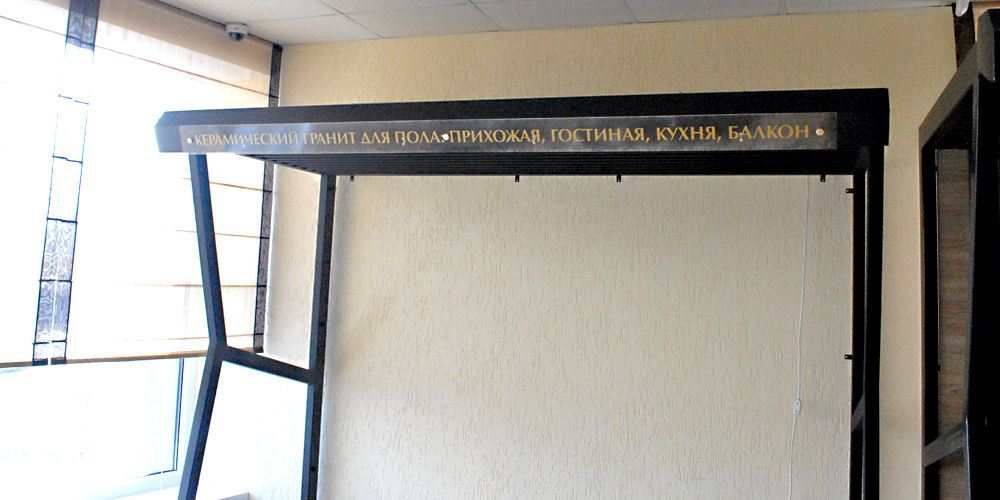 КЕРАМИЧЕСКИЙ ГРАНИТ ДЛЯ ПОЛА: ПРИХОЖАЯ, ГОСТИНАЯ, КУХНЯ, БАЛКОН